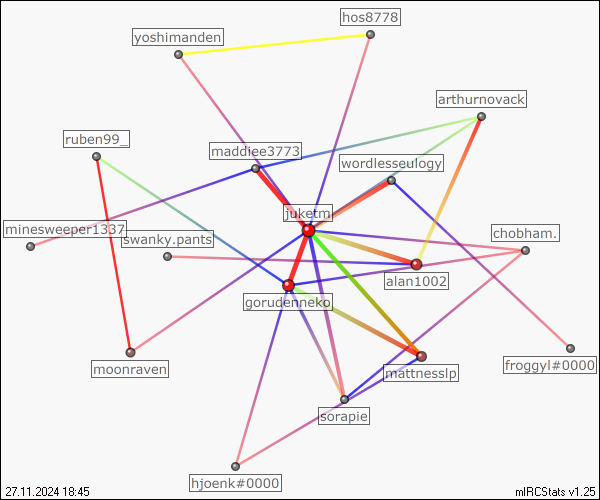 hos8778
yoshimanden
arthurnovack
ruben99_
maddiee3773
wordlesseulogy
juketm
minesweeper1337
swanky.pants
chobham.
alan1002
gorudenneko
moonraven
mattnesslp
froggyl#0000
sorapie
hjoenk#0000
27.11.2024 18:45
mIRCStats v1.25